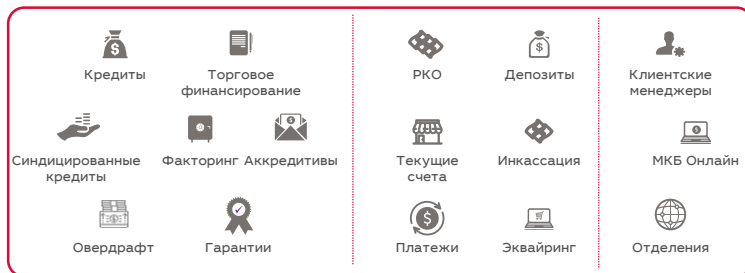 Кредиты
Торговое
финансирование
РКО
Депозиты
Клиентские
менеджеры
Синдицированные
кредиты
Факторинг
Аккредитивы
Текущие
счета
Инкассация
МКБ Онлайн
Овердрафт
Гарантии
Платежи
Эквайринг
Отделения